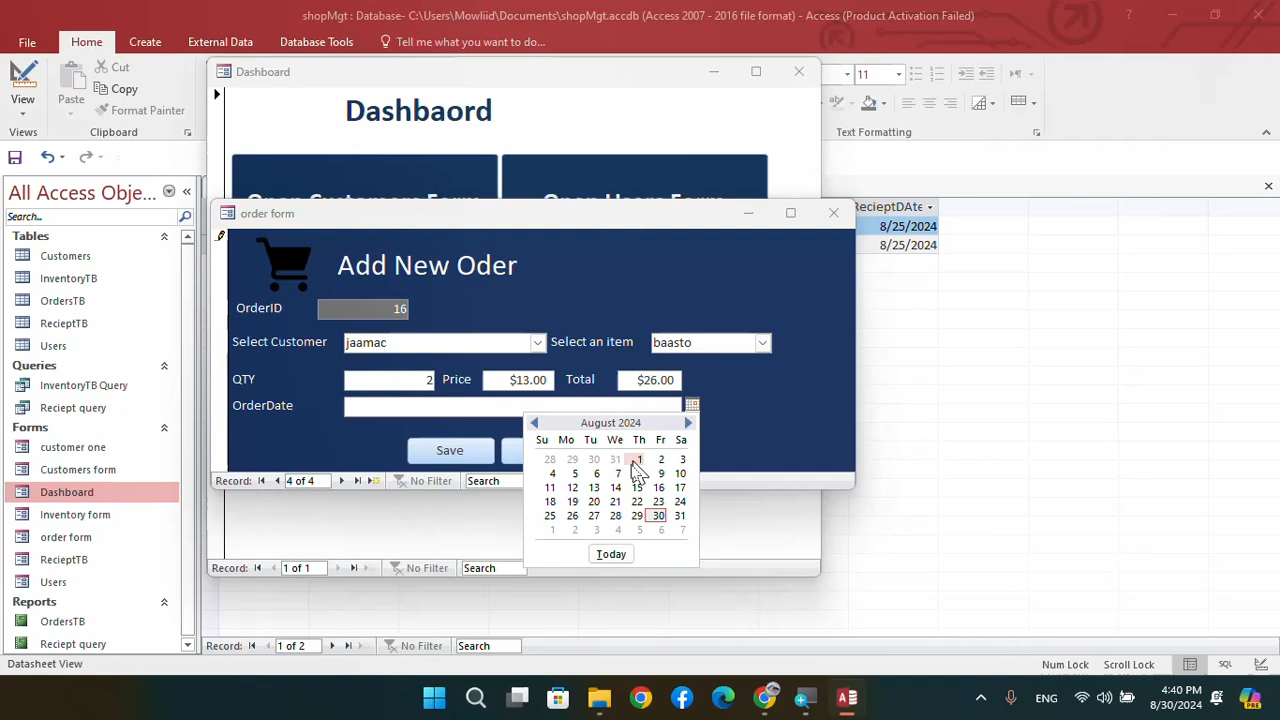 shopMgt : Database- C:\Users\Mowliid\Documents\shopMgt.accdb (Access 2007 - 2016 file format) - Access (Product Activation Failed)
File Home Create External Data Database Tools Tell me what you want to do...
View Paste Cut
Copy
Format Painter
Views Clipboard Text Formatting
11
All Access Obje...
Search..
Tables
Customers
InventoryTB
OrdersTB
RecieptTB
Users
Queries
InventoryTB Query
Reciept query
Forms
customer one
Customers form
Dashboard
Inventory form
order form
RecieptTB
Users
Reports
OrdersTB
Reciept query
Dashboard
Dashbaord
Open Customers Form Open Users Form
RecieptDAte
8/25/2024
8/25/2024
order form
Add New Oder
OrderID 16
Select Customer jaamac Select an item baasto
QTY 2 Price $13.00 Total $26.00
OrderDate
August 2024
Su Mo Tu We Th Fr Sa
28 29 30 31 1 2 3
4 5 6 7 9 10
11 12 13 14 15 16 17
18 19 20 21 22 23 24
25 26 27 28 29 30 31
1 2 3 4 5 6 7
Today
Save
Record: 4 of 4 No Filter Search
Record: 1 of 1 No Filter Search
Record: 1 of 2 No Filter Search
Datasheet View Num Lock Scroll Lock SQL
ENG 4:40 PM
8/30/2024
PRE